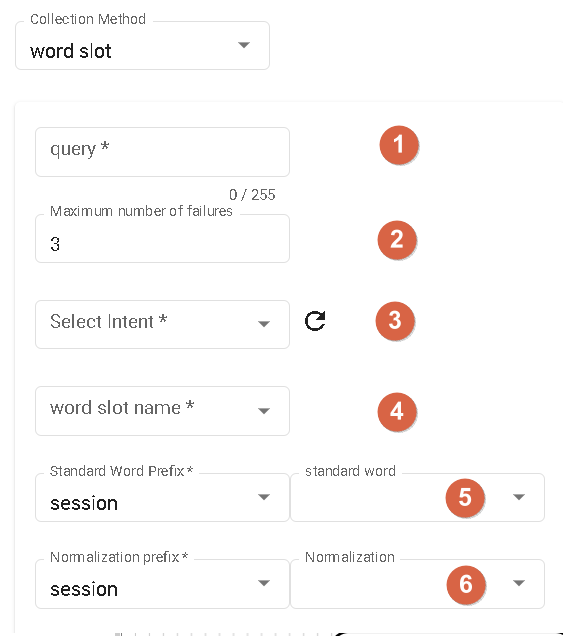 Collection Method
word slot
query *
1
0 / 255
Maximum number of failures
3
2
Select Intent *
3
word slot name *
4
Standard Word Prefix *
standard word
session
5
Normalization prefix *
Normalization
session
6